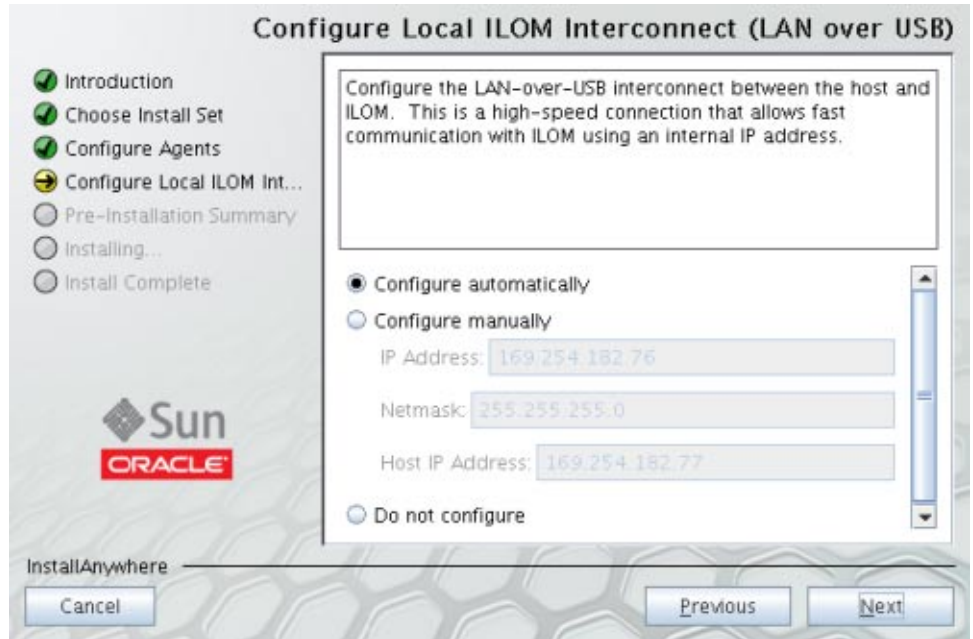 Configure Local ILOM Interconnect (LAN over USB)
Introduction
Choose Install Set
Configure Agents
Configure Local ILOM Int...
Pre-Installation Summary
Installing...
Install Complete
Sun
ORACLE
Configure the LAN-over-USB interconnect between the host and
ILOM. This is a high-speed connection that allows fast
communication with ILOM using an internal IP address.
Configure automatically
Configure manually
IP Address: 169.254.182.76
Netmask: 255.255.255.0
Host IP Address: 169.254.182.77
Do not configure
InstallAnywhere
Cancel
Previous
Next